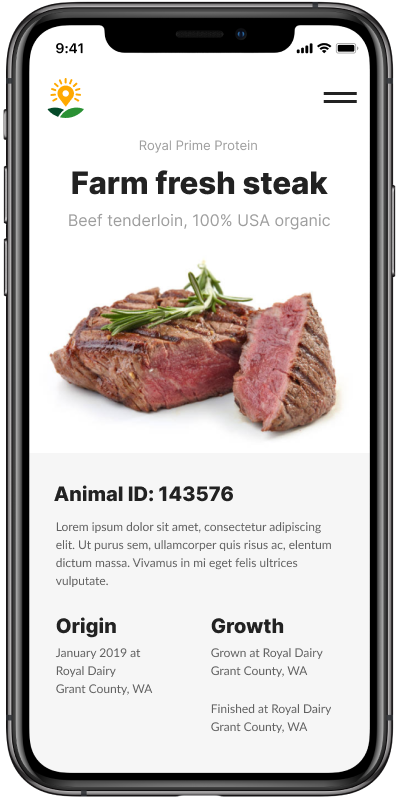 9:41
Royal Prime Protein
Farm fresh steak
Beef tenderloin, 100% USA organic
Animal ID: 143576
Lorem ipsum dolor sit amet, consectetur adipiscing
elit. Ut purus sem, ullamcorper quis risus ac, elentum
dictum massa. Vivamus in mi eget felis ultrices
vulputate.
Origin
January 2019 at
Royal Dairy
Grant County, WA
Growth
Grown at Royal Dairy
Grant County, WA
Finished at Royal Dairy
Grant County, WA